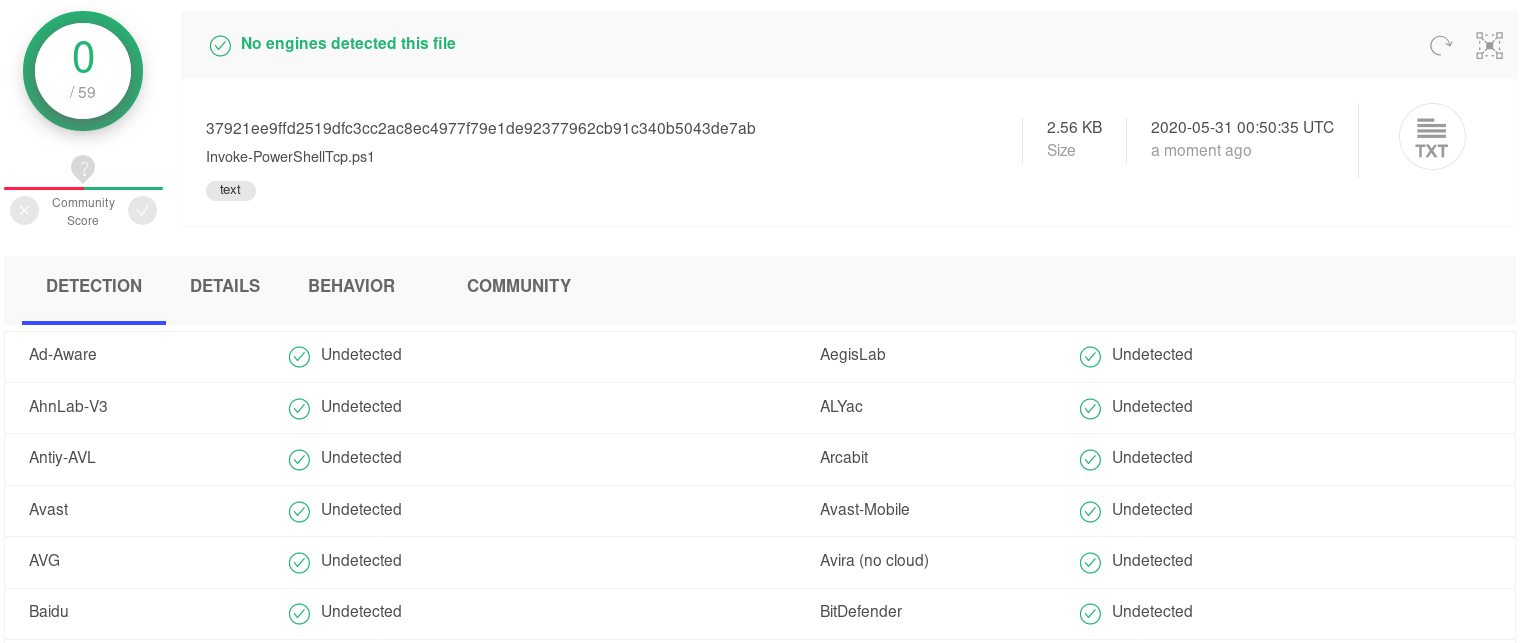 0
/ 59
?
Community
Score
No engines detected this file
37921ee9ffd2519dfc3cc2ac8ec4977f79e1de92377962cb91c340b5043de7ab
Invoke-PowerShellTcp.ps1
text
2.56 KB
Size
2020-05-31 00:50:35 UTC
a moment ago
TXT
DETECTION DETAILS BEHAVIOR COMMUNITY
Ad-Aware Undetected AegisLab Undetected
AhnLab-V3 Undetected ALYac Undetected
Antiy-AVL Undetected Arcabit Undetected
Avast Undetected Avast-Mobile Undetected
AVG Undetected Avira (no cloud) Undetected
Baidu Undetected BitDefender Undetected